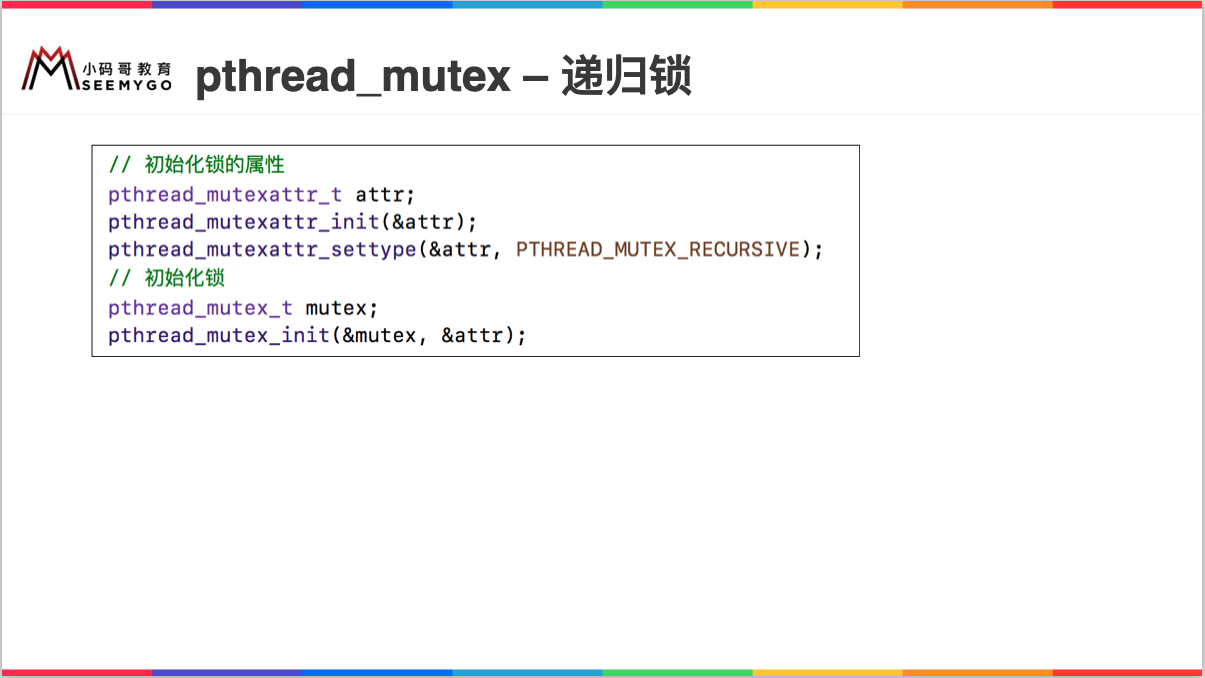 小码哥教育
SEEMYGO
pthread_mutex – 递归锁
// 初始化锁的属性
pthread_mutexattr_t attr;
pthread_mutexattr_init(&attr);
pthread_mutexattr_settype(&attr, PTHREAD_MUTEX_RECURSIVE);
// 初始化锁
pthread_mutex_t mutex;
pthread_mutex_init(&mutex, &attr);